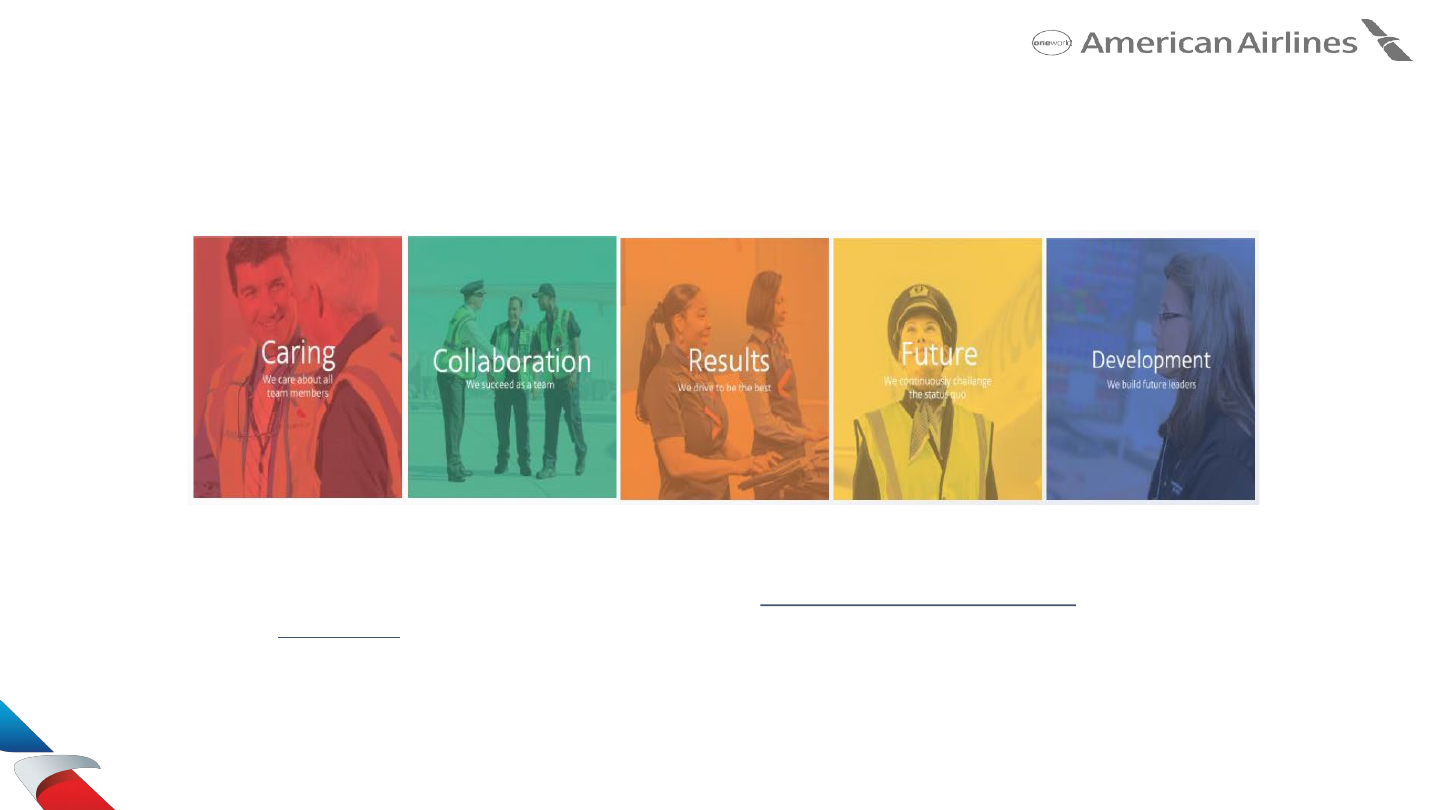 American Airlines
Caring
We care about all
team members
Collaboration
We succeed as a team
Results
We drive to be the best
Future
We continuously challenge
the status quo
Development
We build future leaders